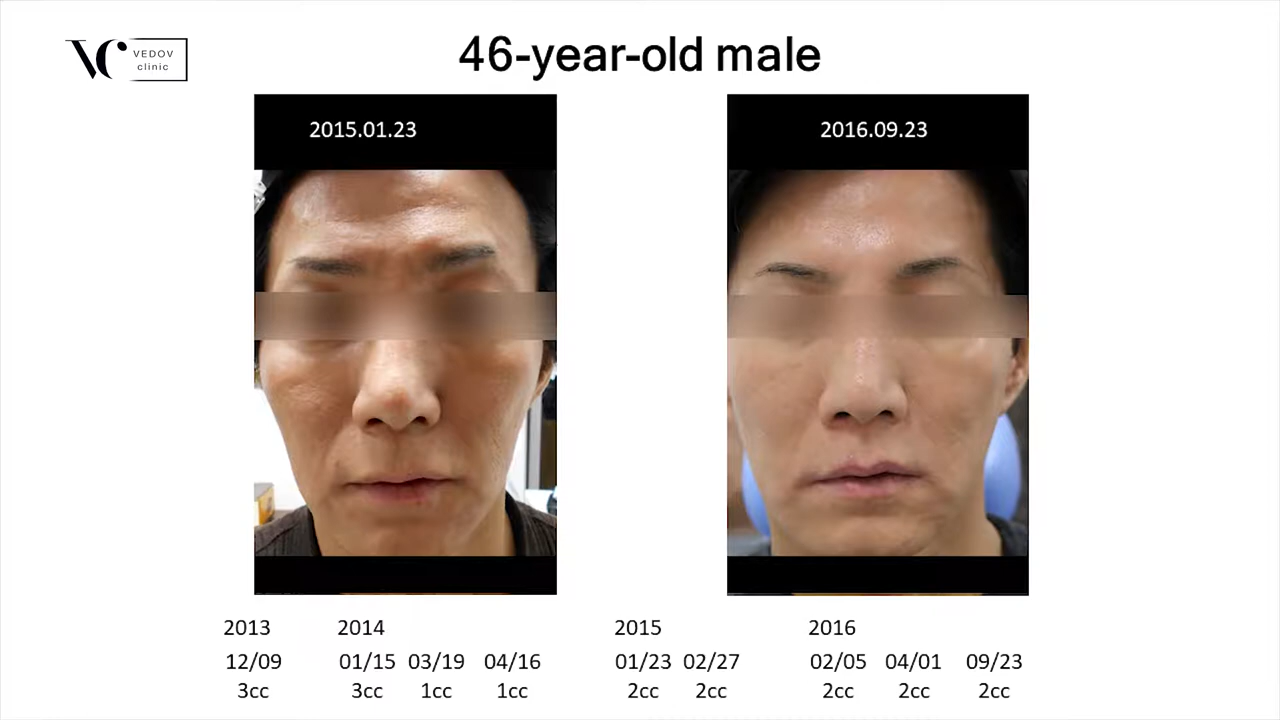 VC VEDOV clinic
46-year-old male
2015.01.23
2016.09.23
2013 2014 2015 2016
12/09 01/15 03/19 04/16 01/23 02/27 02/05 04/01 09/23
3cc 3cc 1cc 1cc 2cc 2cc 2cc 2cc 2cc